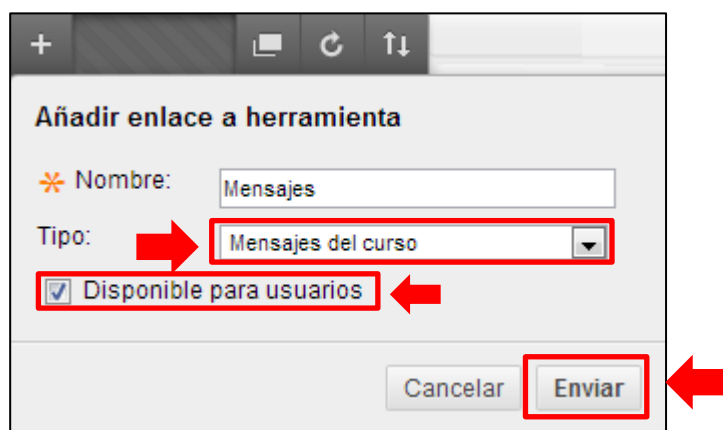 Añadir enlace a herramienta
Nombre: Mensajes
Tipo: Mensajes del curso
Disponible para usuarios
Cancelar Enviar